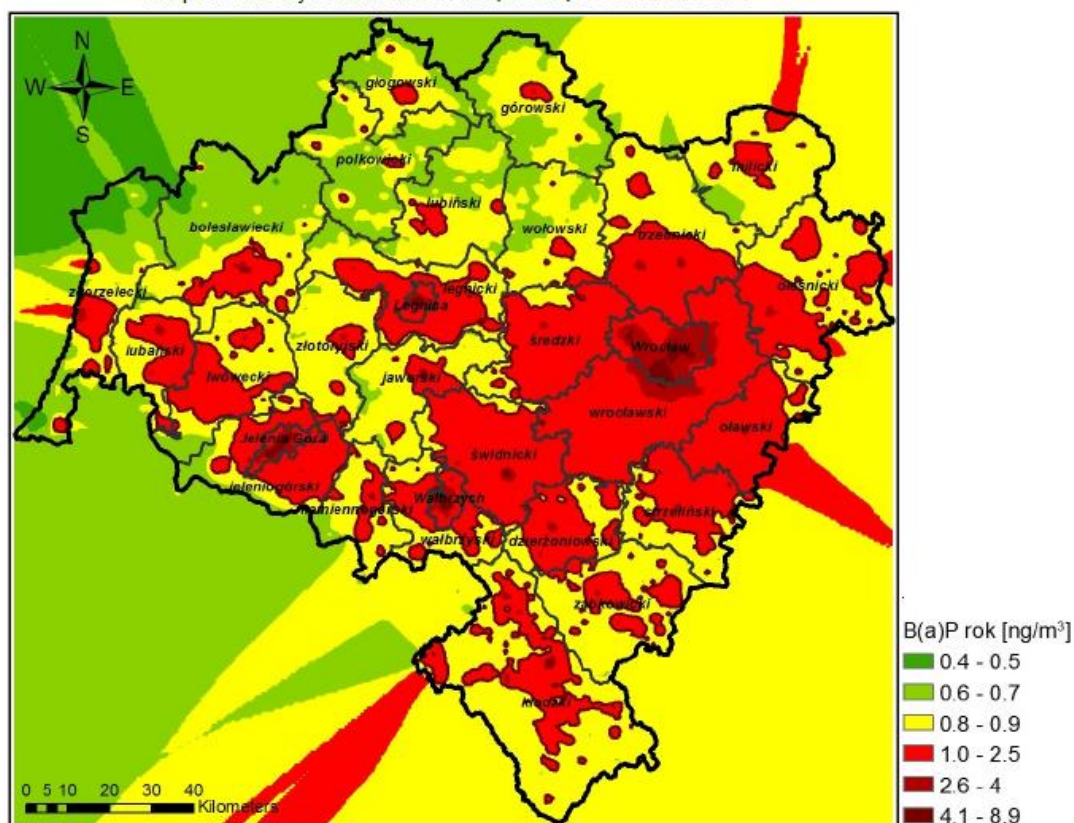 N
W E
S
głogowski
górowski
polkowicki
milicki
lubiński
bolesławiecki
wołowski
trzebnicki
zgorzelecki
oleśnicki
legnicki
Legnica
średzki
Wrocław
lubański
złotoryjski
lwówecki
jaworski
wrocławski
oławski
Jelenia Góra
świdnicki
jeleniogórski
Wałbrzych
kamiennogórski
strzeliński
wałbrzyski
dzierżoniowski
ząbkowicki
kłodzki
B(a)P rok [ng/m³]
0.4 - 0.5
0.6 - 0.7
0.8 - 0.9
1.0 - 2.5
2.6 - 4
4.1 - 8.9
0 5 10 20 30 40
Kilometers